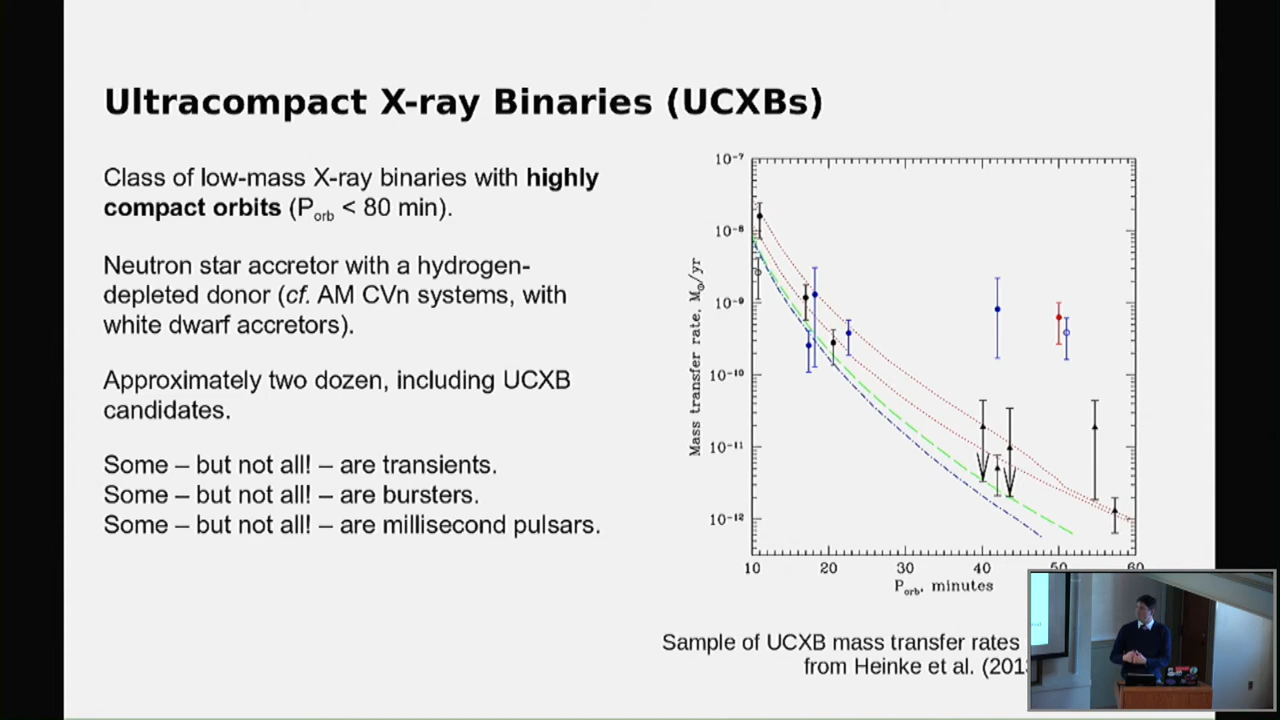 Ultracompact X-ray Binaries (UCXBs)
Class of low-mass X-ray binaries with highly
compact orbits (Porb < 80 min).
Neutron star accretor with a hydrogen-
depleted donor (cf. AM CVn systems, with
white dwarf accretors).
Approximately two dozen, including UCXB
candidates.
Some – but not all! – are transients.
Some – but not all! – are bursters.
Some – but not all! – are millisecond pulsars.
Mass transfer rate, M⊙/yr
10⁻⁷
10⁻⁸
10⁻⁹
10⁻¹⁰
10⁻¹¹
10⁻¹²
10 20 30 40 50 60
Porb, minutes
Sample of UCXB mass transfer rates
from Heinke et al. (201